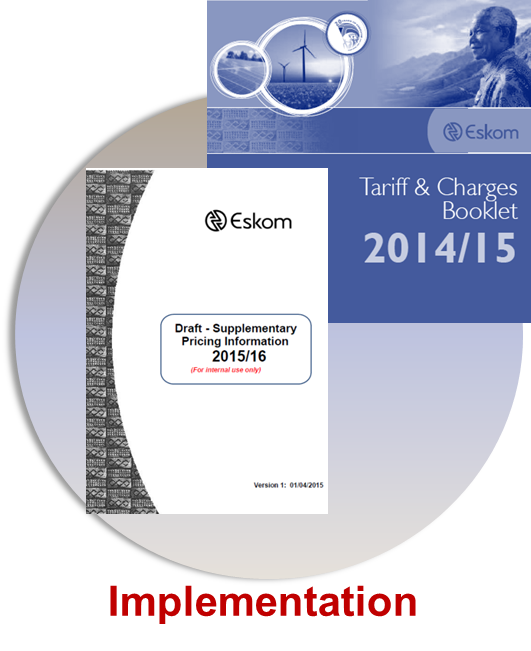 Eskom
Tariff & Charges
Booklet
2014/15
Eskom
Draft - Supplementary
Pricing Information
2015/16
(For internal use only)
Version 1: 01/04/2015
Implementation